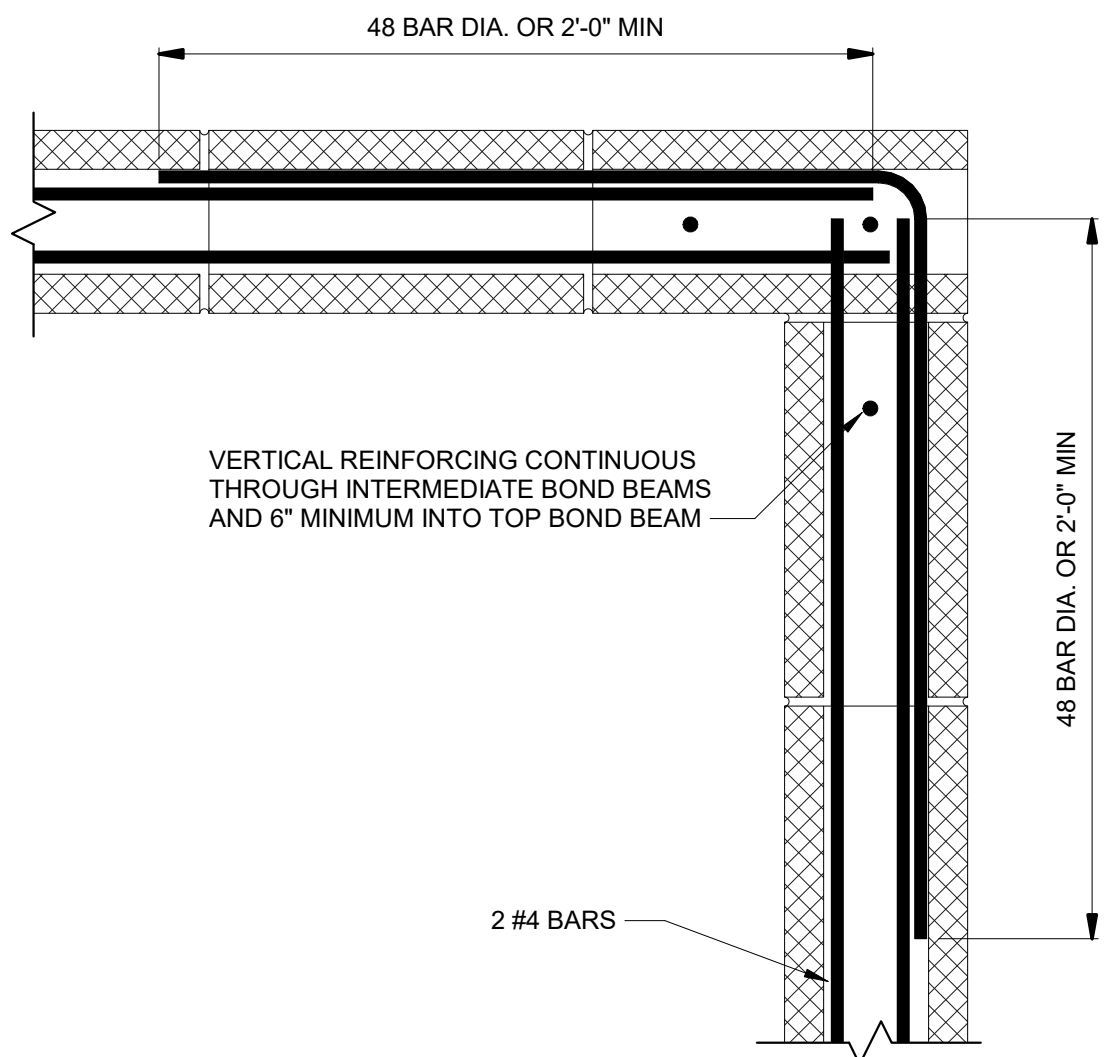 48 BAR DIA. OR 2'-0" MIN
VERTICAL REINFORCING CONTINUOUS
THROUGH INTERMEDIATE BOND BEAMS
AND 6" MINIMUM INTO TOP BOND BEAM
48 BAR DIA. OR 2'-0" MIN
2 #4 BARS